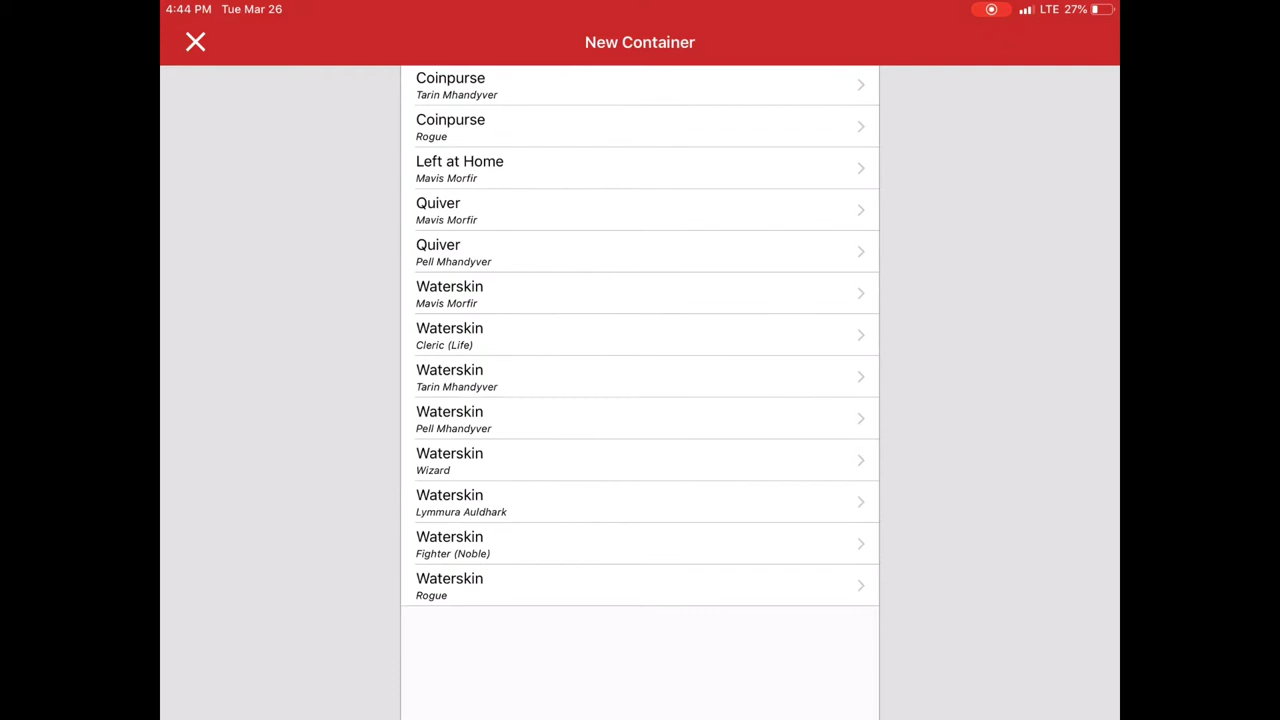 4:44 PM Tue Mar 26
LTE 27%
New Container
Coinpurse
Tarin Mhandyver
Coinpurse
Rogue
Left at Home
Mavis Morfir
Quiver
Mavis Morfir
Quiver
Pell Mhandyver
Waterskin
Mavis Morfir
Waterskin
Cleric (Life)
Waterskin
Tarin Mhandyver
Waterskin
Pell Mhandyver
Waterskin
Wizard
Waterskin
Lymmura Auldhark
Waterskin
Fighter (Noble)
Waterskin
Rogue